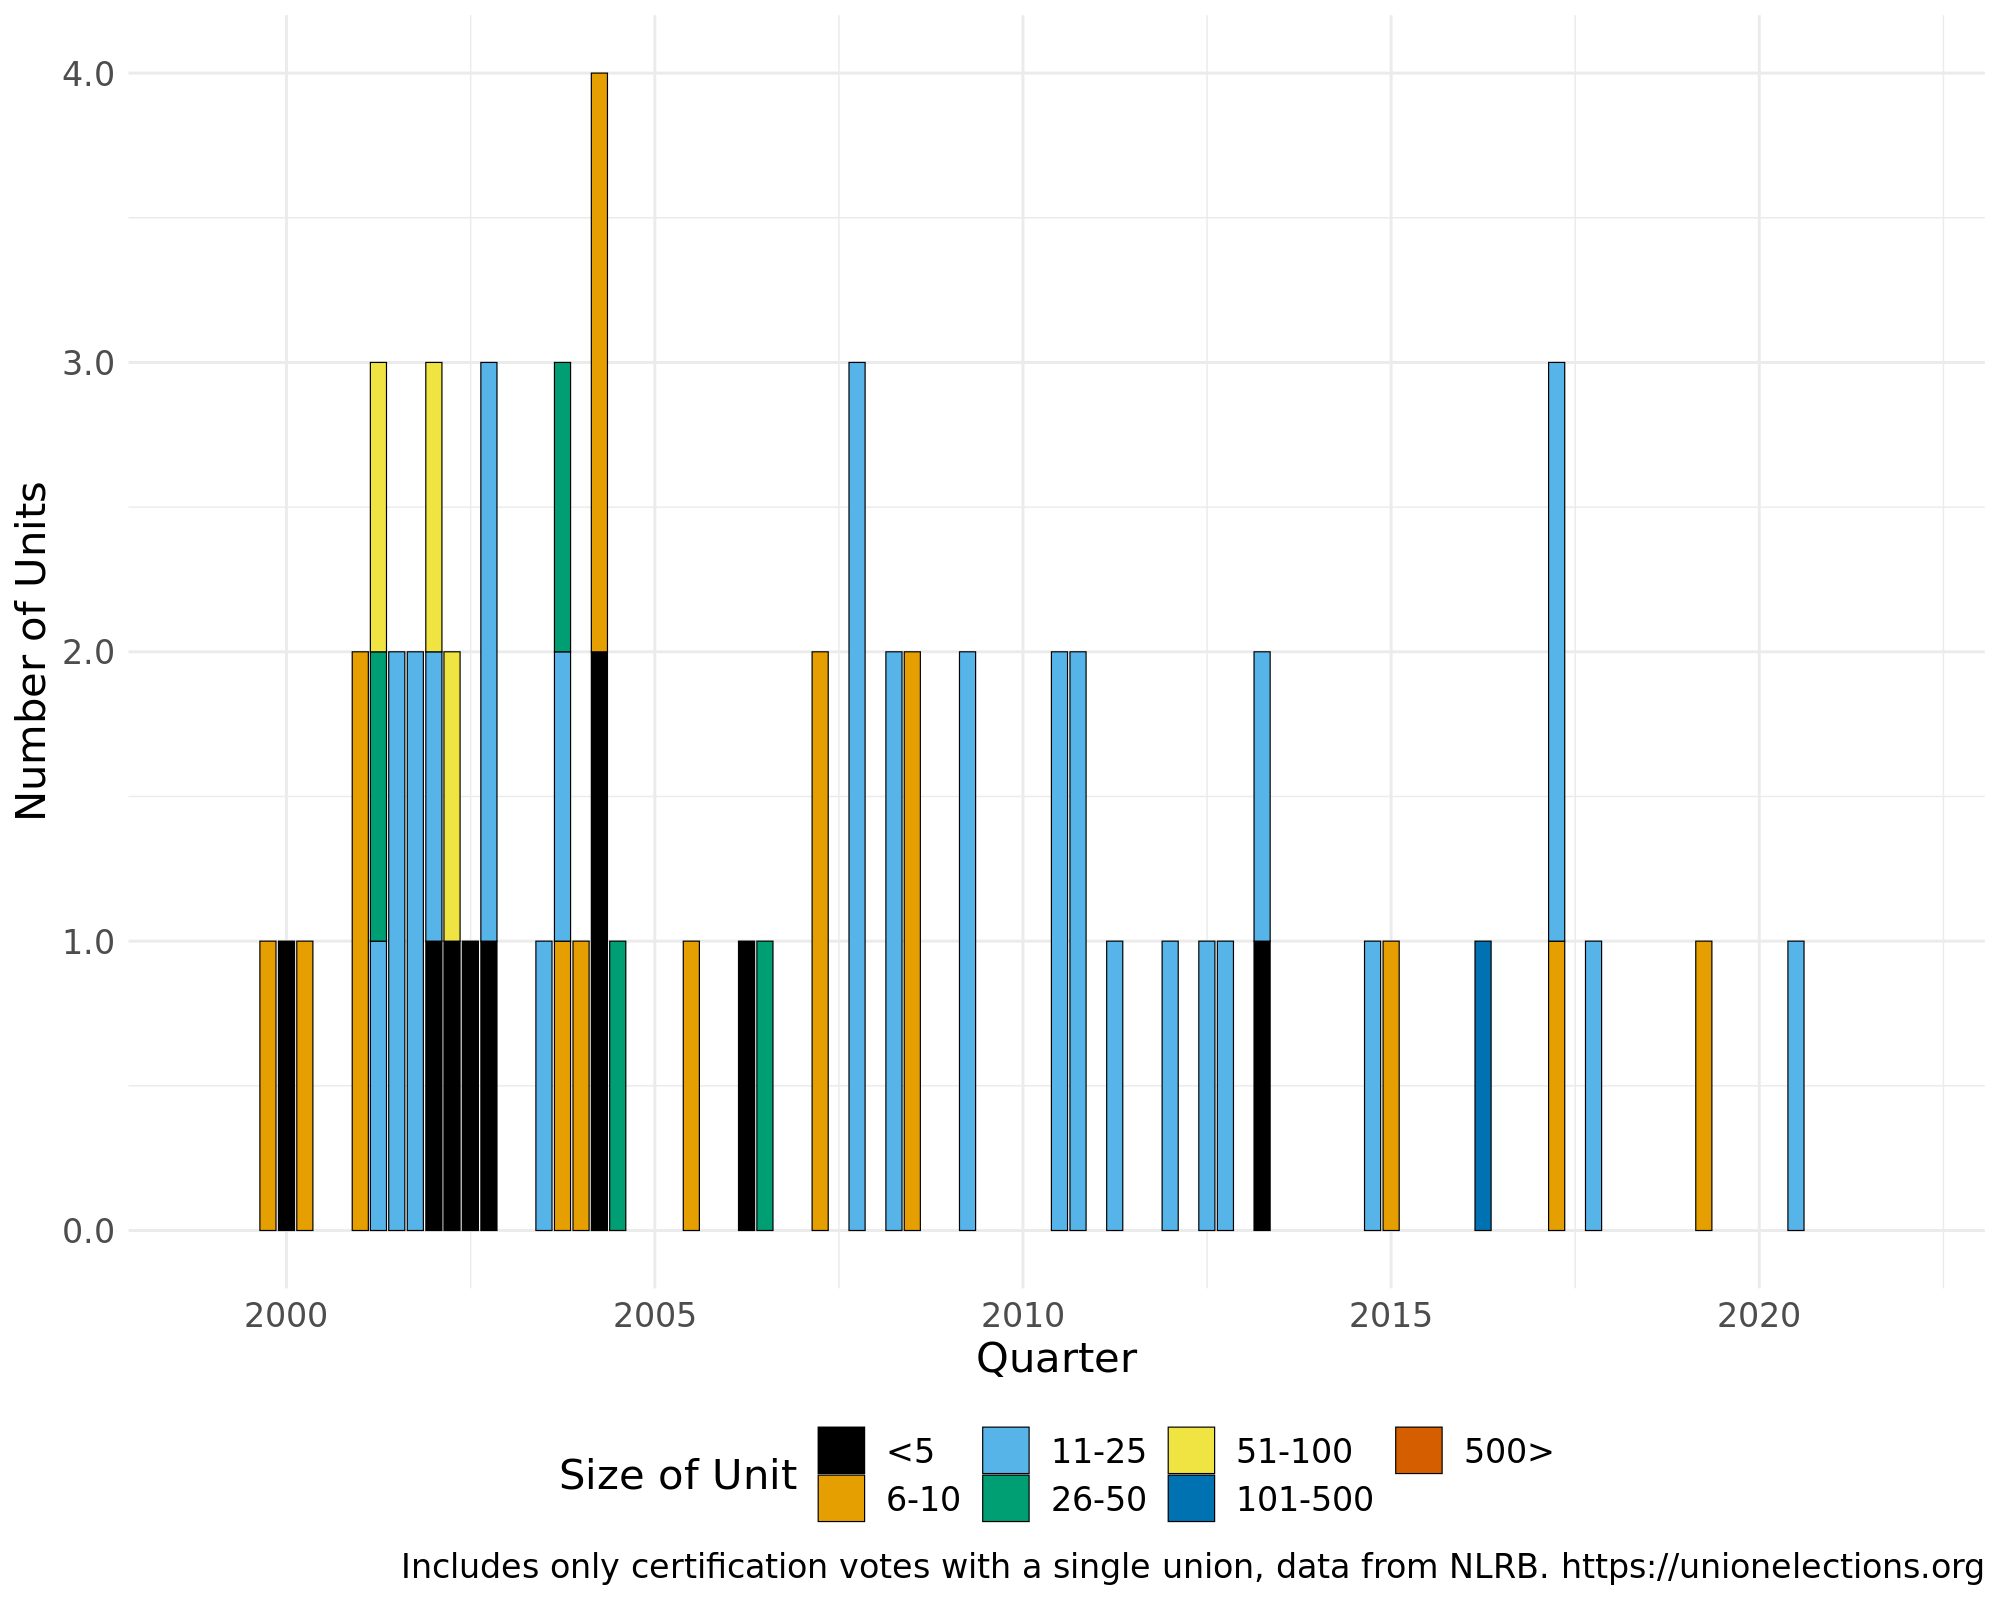 4.0
3.0
2.0
1.0
0.0
Number of Units
2000 2005 2010 2015 2020
Quarter
Size of Unit
<5 11-25 51-100 500>
6-10 26-50 101-500
Includes only certification votes with a single union, data from NLRB. https://unionelections.org